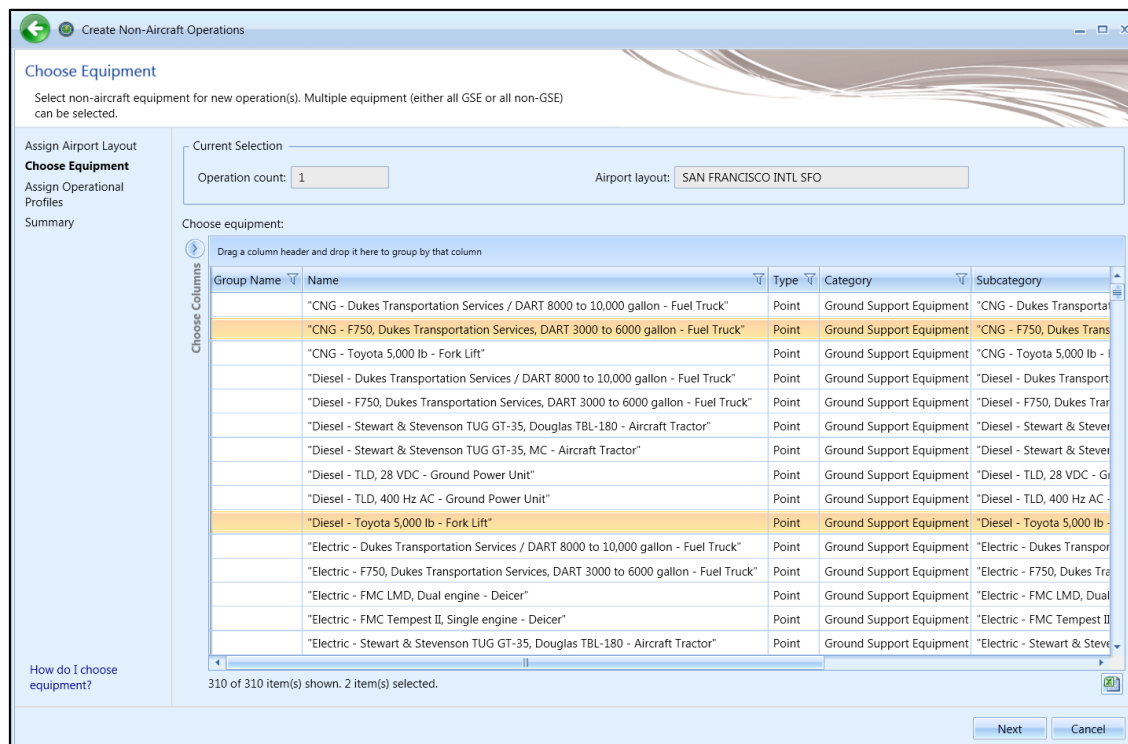 Create Non-Aircraft Operations
Choose Equipment
Select non-aircraft equipment for new operation(s). Multiple equipment (either all GSE or all non-GSE)
can be selected.
Assign Airport Layout
Choose Equipment
Assign Operational
Profiles
Summary
Current Selection
Operation count: 1 Airport layout: SAN FRANCISCO INTL SFO
Choose equipment:
Choose Columns
Drag a column header and drop it here to group by that column
Group Name Name Type Category Subcategory
"CNG - Dukes Transportation Services / DART 8000 to 10,000 gallon - Fuel Truck" Point Ground Support Equipment "CNG - Dukes Transportat
"CNG - F750, Dukes Transportation Services, DART 3000 to 6000 gallon - Fuel Truck" Point Ground Support Equipment "CNG - F750, Dukes Trans
"CNG - Toyota 5,000 lb - Fork Lift" Point Ground Support Equipment "CNG - Toyota 5,000 lb -
"Diesel - Dukes Transportation Services / DART 8000 to 10,000 gallon - Fuel Truck" Point Ground Support Equipment "Diesel - Dukes Transport
"Diesel - F750, Dukes Transportation Services, DART 3000 to 6000 gallon - Fuel Truck" Point Ground Support Equipment "Diesel - F750, Dukes Tra
"Diesel - Stewart & Stevenson TUG GT-35, Douglas TBL-180 - Aircraft Tractor" Point Ground Support Equipment "Diesel - Stewart & Steve
"Diesel - Stewart & Stevenson TUG GT-35, MC - Aircraft Tractor" Point Ground Support Equipment "Diesel - Stewart & Steve
"Diesel - TLD, 28 VDC - Ground Power Unit" Point Ground Support Equipment "Diesel - TLD, 28 VDC - G
"Diesel - TLD, 400 Hz AC - Ground Power Unit" Point Ground Support Equipment "Diesel - TLD, 400 Hz AC -
"Diesel - Toyota 5,000 lb - Fork Lift" Point Ground Support Equipment "Diesel - Toyota 5,000 lb -
"Electric - Dukes Transportation Services / DART 8000 to 10,000 gallon - Fuel Truck" Point Ground Support Equipment "Electric - Dukes Transpor
"Electric - F750, Dukes Transportation Services, DART 3000 to 6000 gallon - Fuel Truck" Point Ground Support Equipment "Electric - F750, Dukes Tra
"Electric - FMC LMD, Dual engine - Deicer" Point Ground Support Equipment "Electric - FMC LMD, Dual
"Electric - FMC Tempest II, Single engine - Deicer" Point Ground Support Equipment "Electric - FMC Tempest II
"Electric - Stewart & Stevenson TUG GT-35, Douglas TBL-180 - Aircraft Tractor" Point Ground Support Equipment "Electric - Stewart & Steve
How do I choose
equipment?
310 of 310 item(s) shown. 2 item(s) selected.
Next Cancel